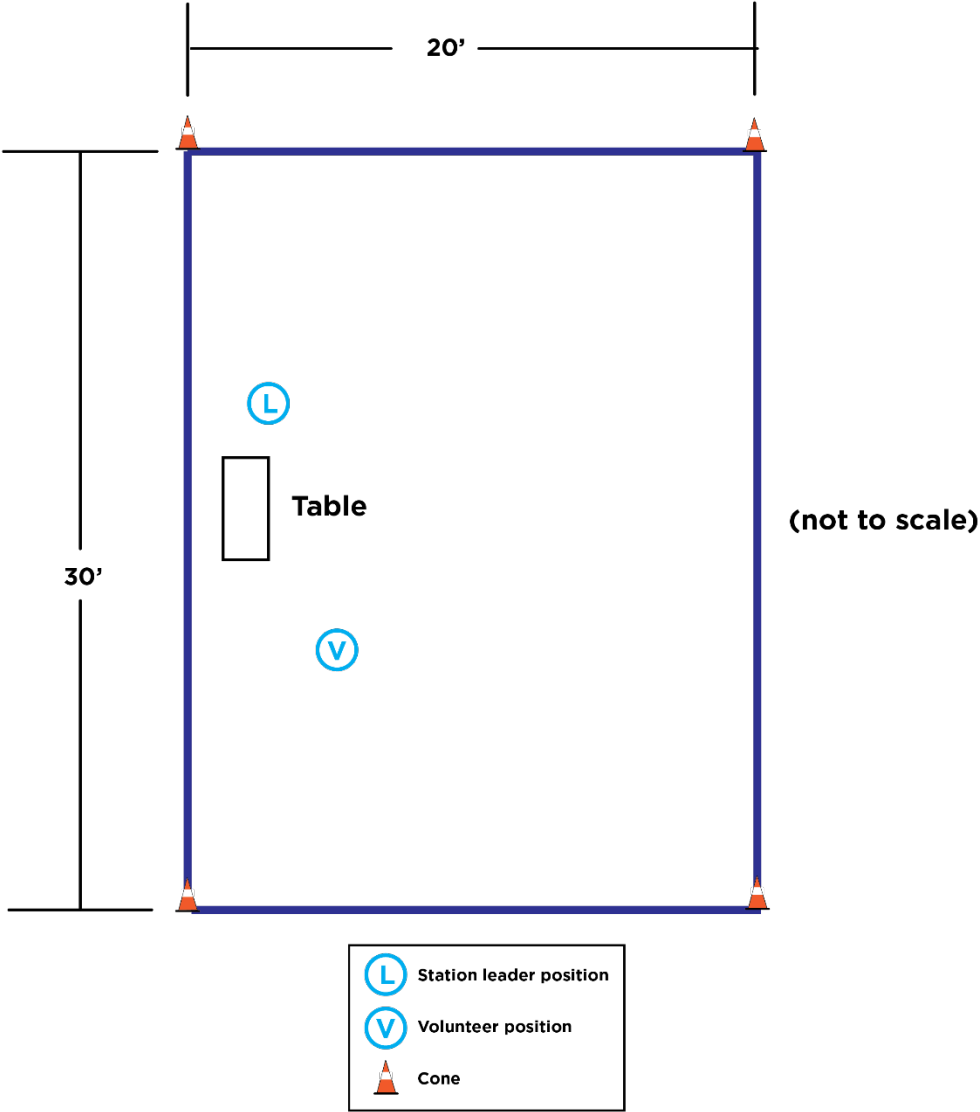 20’
L
Table
(not to scale)
30’
V
L Station leader position
V Volunteer position
Cone